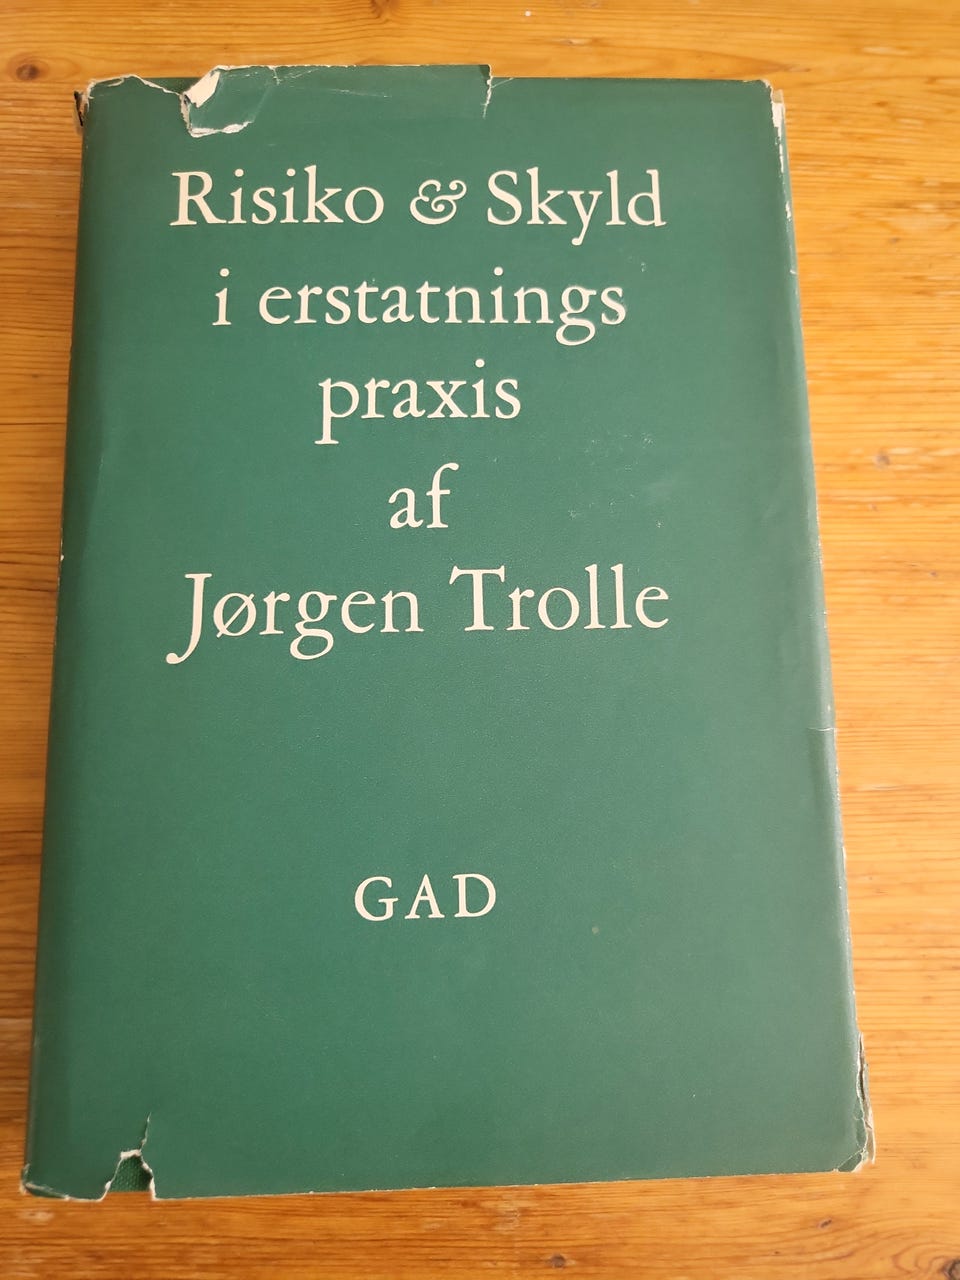 Risiko & Skyld
i erstatnings
praxis
af
Jørgen Trolle
GAD